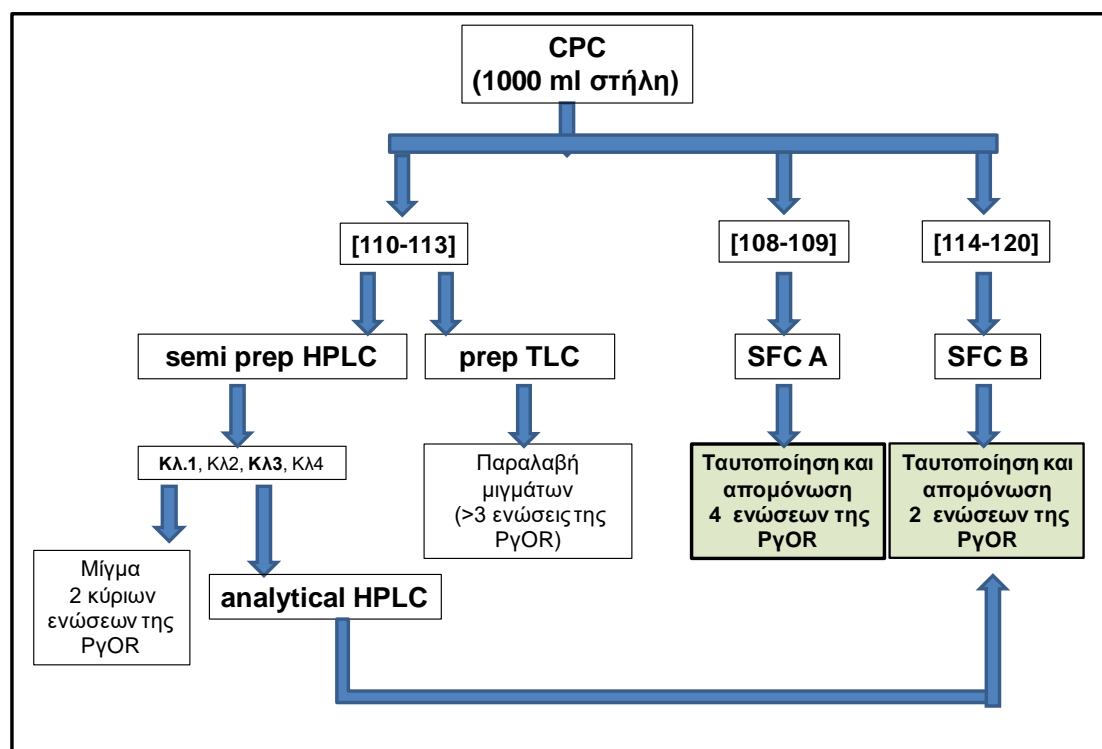 CPC
(1000 ml στήλη)
[110-113]
[108-109]
[114-120]
semi prep HPLC
prep TLC
SFC A
SFC B
Κλ.1, Κλ2, Κλ3, Κλ4
Παραλαβή
μιγμάτων
(>3 ενώσεις της
PγOR)
Ταυτοποίηση και
απομόνωση
4 ενώσεων της
PγOR
Ταυτοποίηση και
απομόνωση
2 ενώσεων της
PγOR
Μίγμα
2 κύριων
ενώσεων της
PγOR
analytical HPLC